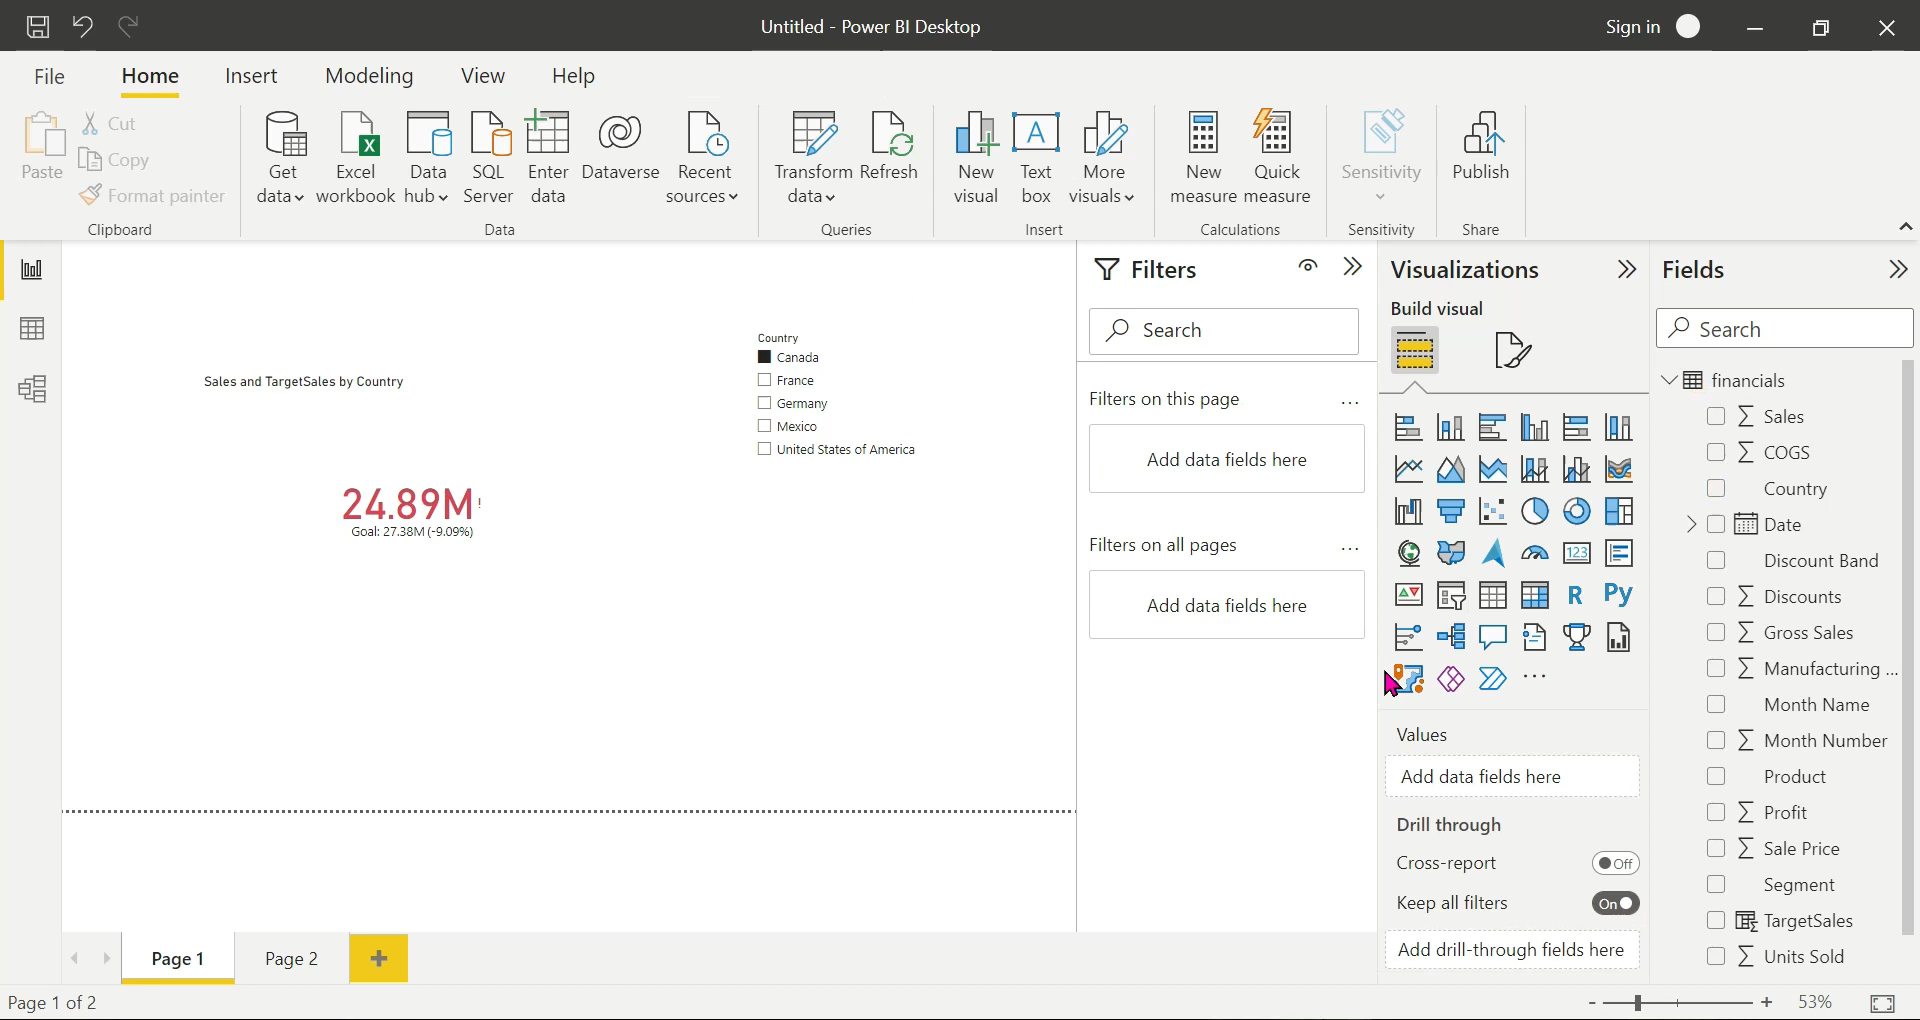 Untitled - Power BI Desktop
Sign in
File
Home
Insert
Modeling
View
Help
Paste
Cut
Copy
Format painter
Clipboard
Get data
Excel workbook
Data hub
SQL Server
Enter data
Dataverse
Recent sources
Data
Transform data
Refresh
Queries
New visual
Text box
More visuals
Insert
New measure
Quick measure
Calculations
Sensitivity
Sensitivity
Publish
Share
Sales and TargetSales by Country
24.89M!
Goal: 27.38M (-9.09%)
Country
Canada
France
Germany
Mexico
United States of America
Filters
Search
Filters on this page
...
Add data fields here
Filters on all pages
...
Add data fields here
Visualizations
Build visual
123
R
Py
...
Values
Add data fields here
Drill through
Cross-report
Off
Keep all filters
On
Add drill-through fields here
Fields
Search
financials
Sales
COGS
Country
Date
Discount Band
Discounts
Gross Sales
Manufacturing ...
Month Name
Month Number
Product
Profit
Sale Price
Segment
TargetSales
Units Sold
Page 1
Page 2
Page 1 of 2
- + 53%